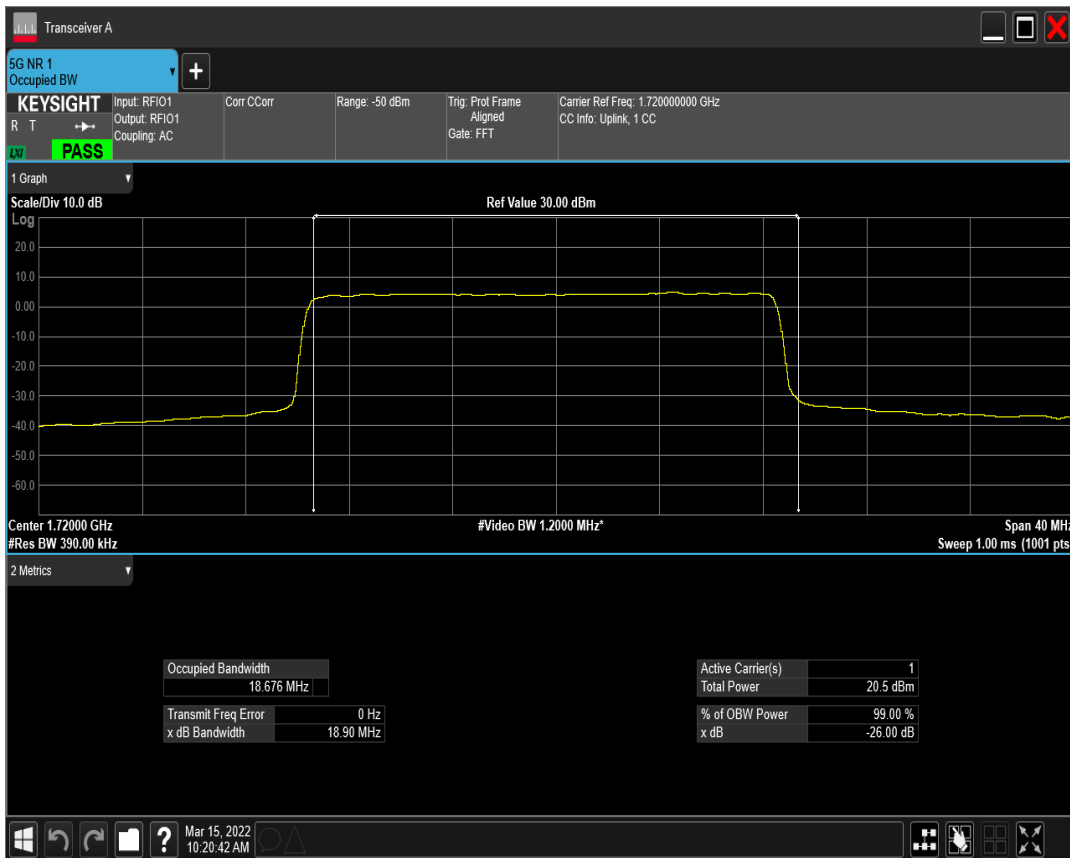 Transceiver A
5G NR 1
Occupied BW
+
KEYSIGHT
R T
LXI
PASS
Input: RFIO1
Output: RFIO1
Coupling: AC
Corr CCorr
Range: -50 dBm
Trig: Prot Frame
Aligned
Gate: FFT
Carrier Ref Freq: 1.720000000 GHz
CC Info: Uplink, 1 CC
1 Graph
Scale/Div 10.0 dB
Ref Value 30.00 dBm
Log
20.0
10.0
0.00
-10.0
-20.0
-30.0
-40.0
-50.0
-60.0
Center 1.72000 GHz
#Video BW 1.2000 MHz*
Span 40 MHz
#Res BW 390.00 kHz
Sweep 1.00 ms (1001 pts
2 Metrics
Occupied Bandwidth
18.676 MHz
Transmit Freq Error 0 Hz
x dB Bandwidth 18.90 MHz
Active Carrier(s) 1
Total Power 20.5 dBm
% of OBW Power 99.00 %
x dB -26.00 dB
?
Mar 15, 2022
10:20:42 AM